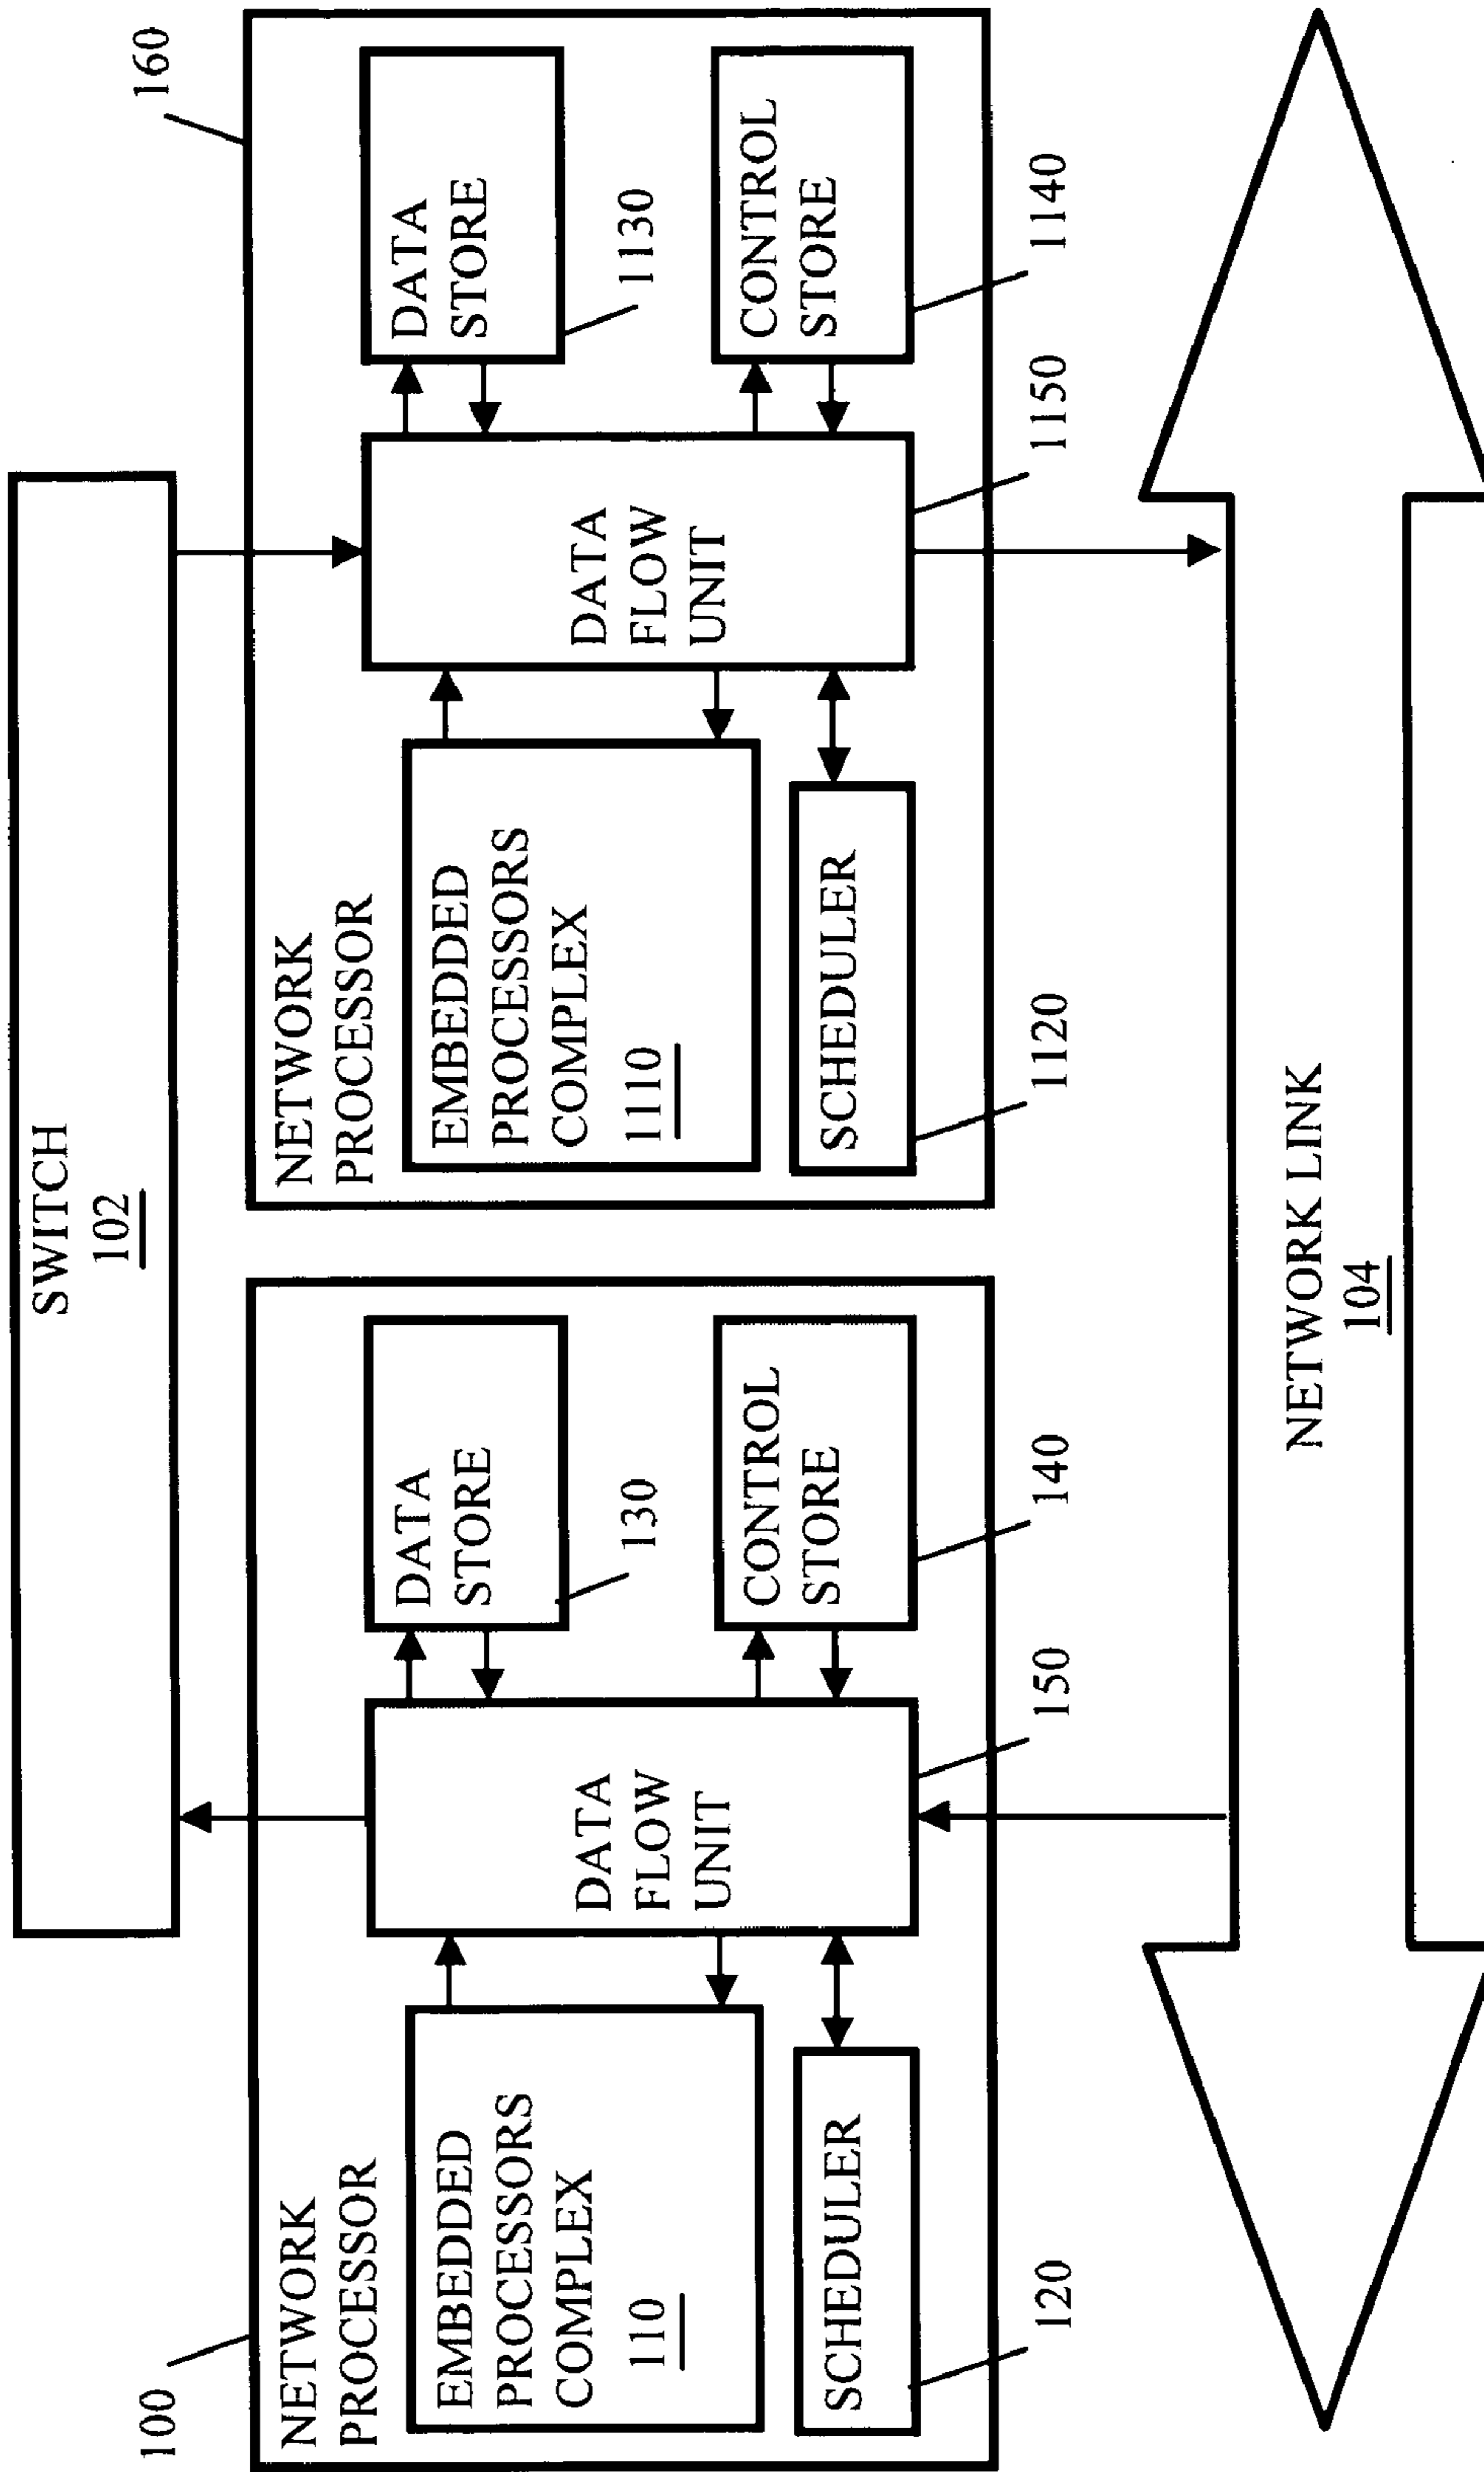 SWITCH
102
100
NETWORK
PROCESSOR
EMBEDDED
PROCESSORS
COMPLEX
110
SCHEDULER
120
DATA
FLOW
UNIT
150
DATA
STORE
130
CONTROL
STORE
140
160
NETWORK
PROCESSOR
EMBEDDED
PROCESSORS
COMPLEX
1110
SCHEDULER
1120
DATA
FLOW
UNIT
1150
DATA
STORE
1130
CONTROL
STORE
1140
NETWORK LINK
104